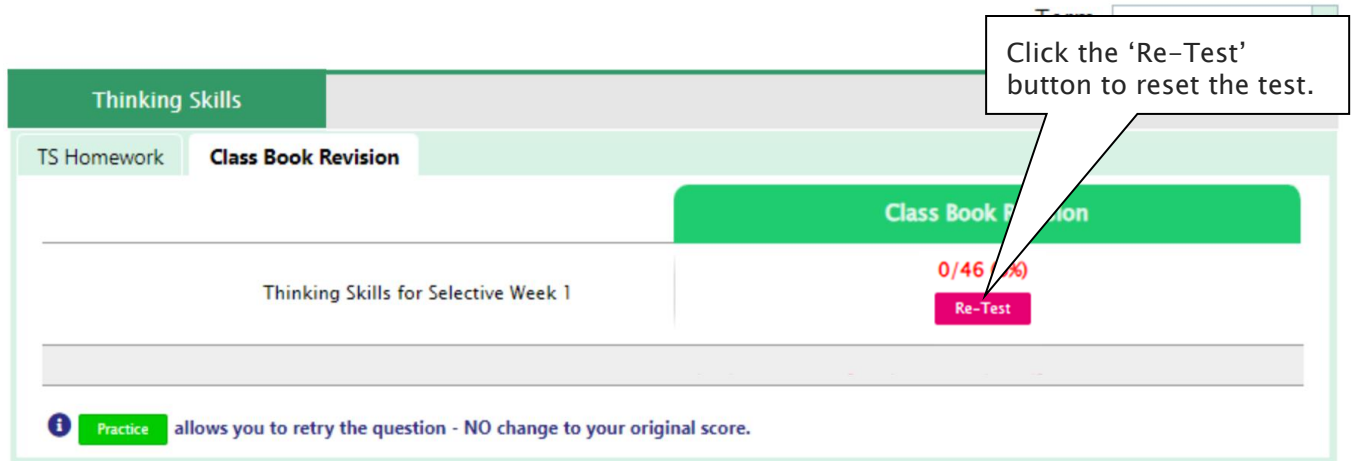 Click the ‘Re-Test’
button to reset the test.
Thinking Skills
TS Homework
Class Book Revision
Class Book
0/46
Thinking Skills for Selective Week 1
Re-Test
Practice allows you to retry the question - NO change to your original score.